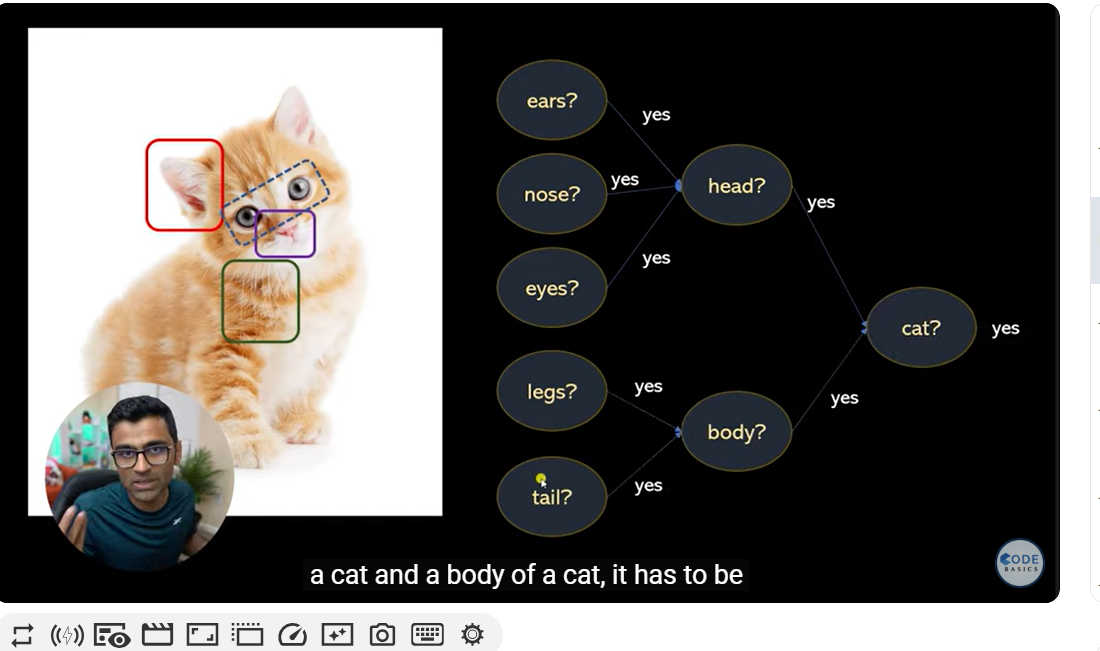 ears?
yes
nose?
yes
head?
yes
eyes?
yes
cat?
yes
legs?
yes
body?
yes
tail?
yes
a cat and a body of a cat, it has to be
CODE
BASICS